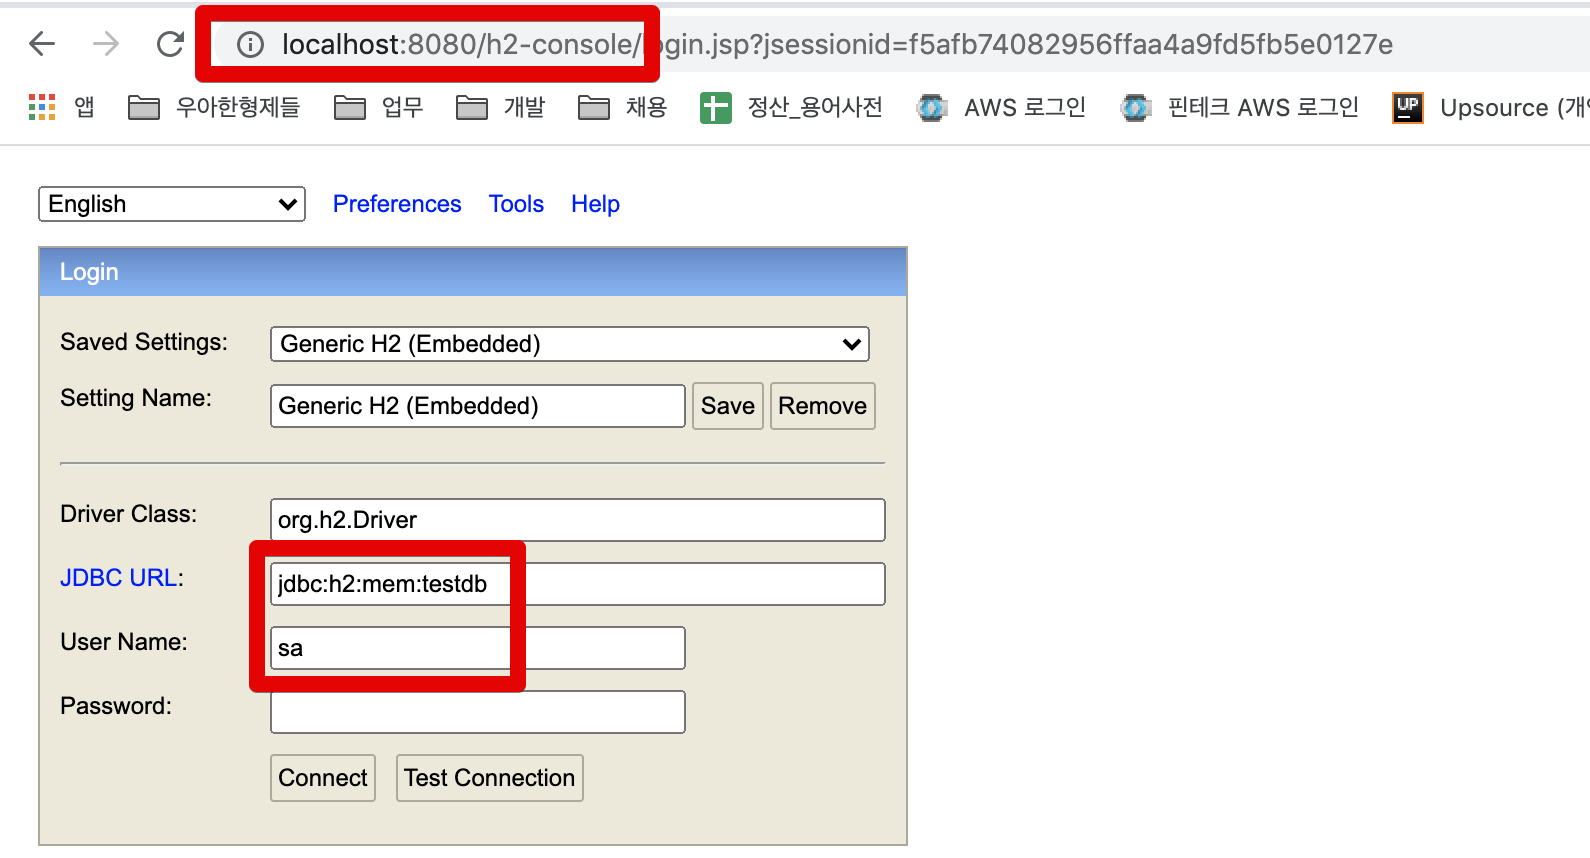 localhost:8080/h2-console/login.jsp?jsessionid=f5afb74082956ffaa4a9fd5fb5e0127e
앱 우아한형제들 업무 개발 채용 정산_용어사전 AWS 로그인 핀테크 AWS 로그인 UP Upsource (개
English Preferences Tools Help
Login
Saved Settings: Generic H2 (Embedded)
Setting Name: Generic H2 (Embedded) Save Remove
Driver Class: org.h2.Driver
JDBC URL: jdbc:h2:mem:testdb
User Name: sa
Password:
Connect Test Connection